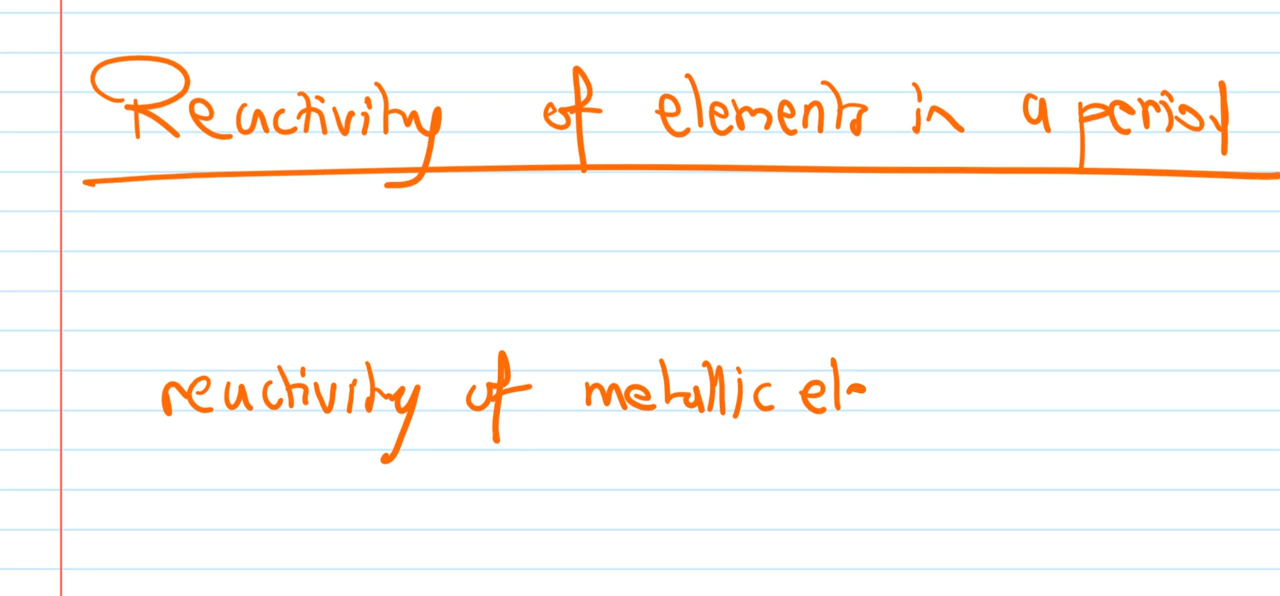 Reactivity of elements in a period
reactivity of metallic el-